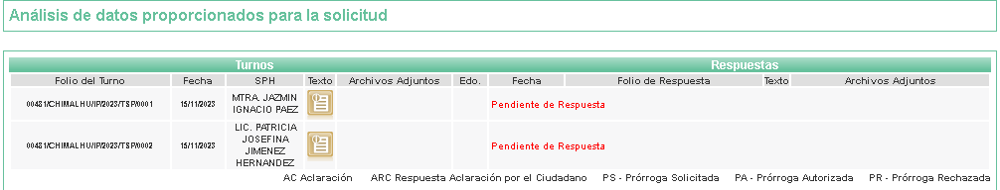 Análisis de datos proporcionados para la solicitud
Turnos Respuestas
Folio del Turno Fecha SPH Texto Archivos Adjuntos Edo. Fecha Folio de Respuesta Texto Archivos Adjuntos
00481/CHIMALHU/IP/2023/TSP/0001 15/11/2023 MTRA. JAZMIN
IGNACIO PAEZ
Pendiente de Respuesta
00481/CHIMALHU/IP/2023/TSP/0002 15/11/2023 LIC. PATRICIA
JOSEFINA
JIMENEZ
HERNANDEZ
Pendiente de Respuesta
AC Aclaración ARC Respuesta Aclaración por el Ciudadano PS - Prórroga Solicitada PA - Prórroga Autorizada PR - Prórroga Rechazada